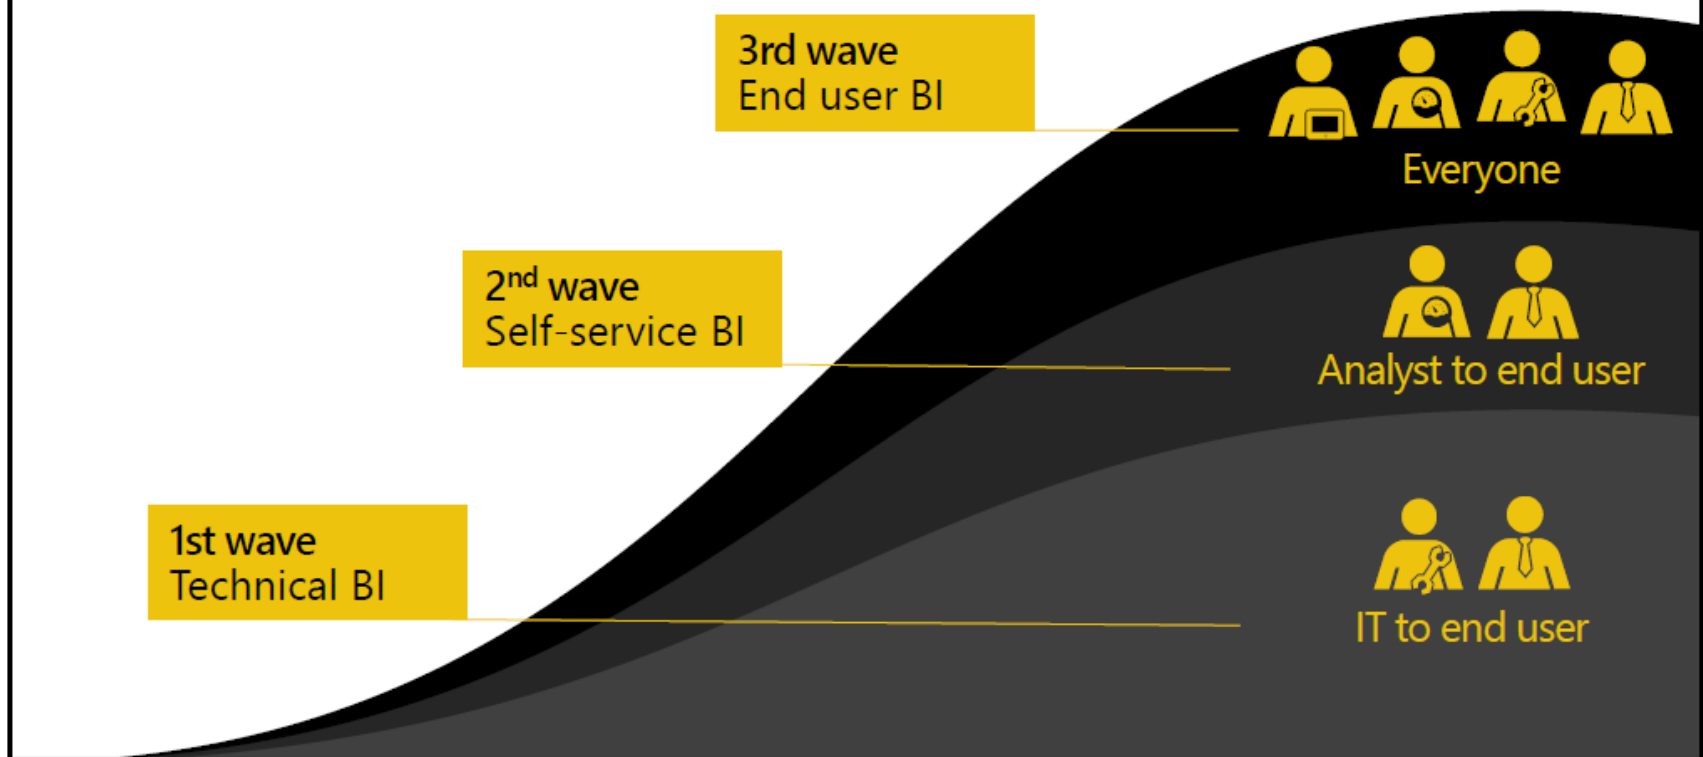 3rd wave
End user BI
Everyone
2nd wave
Self-service BI
Analyst to end user
1st wave
Technical BI
IT to end user